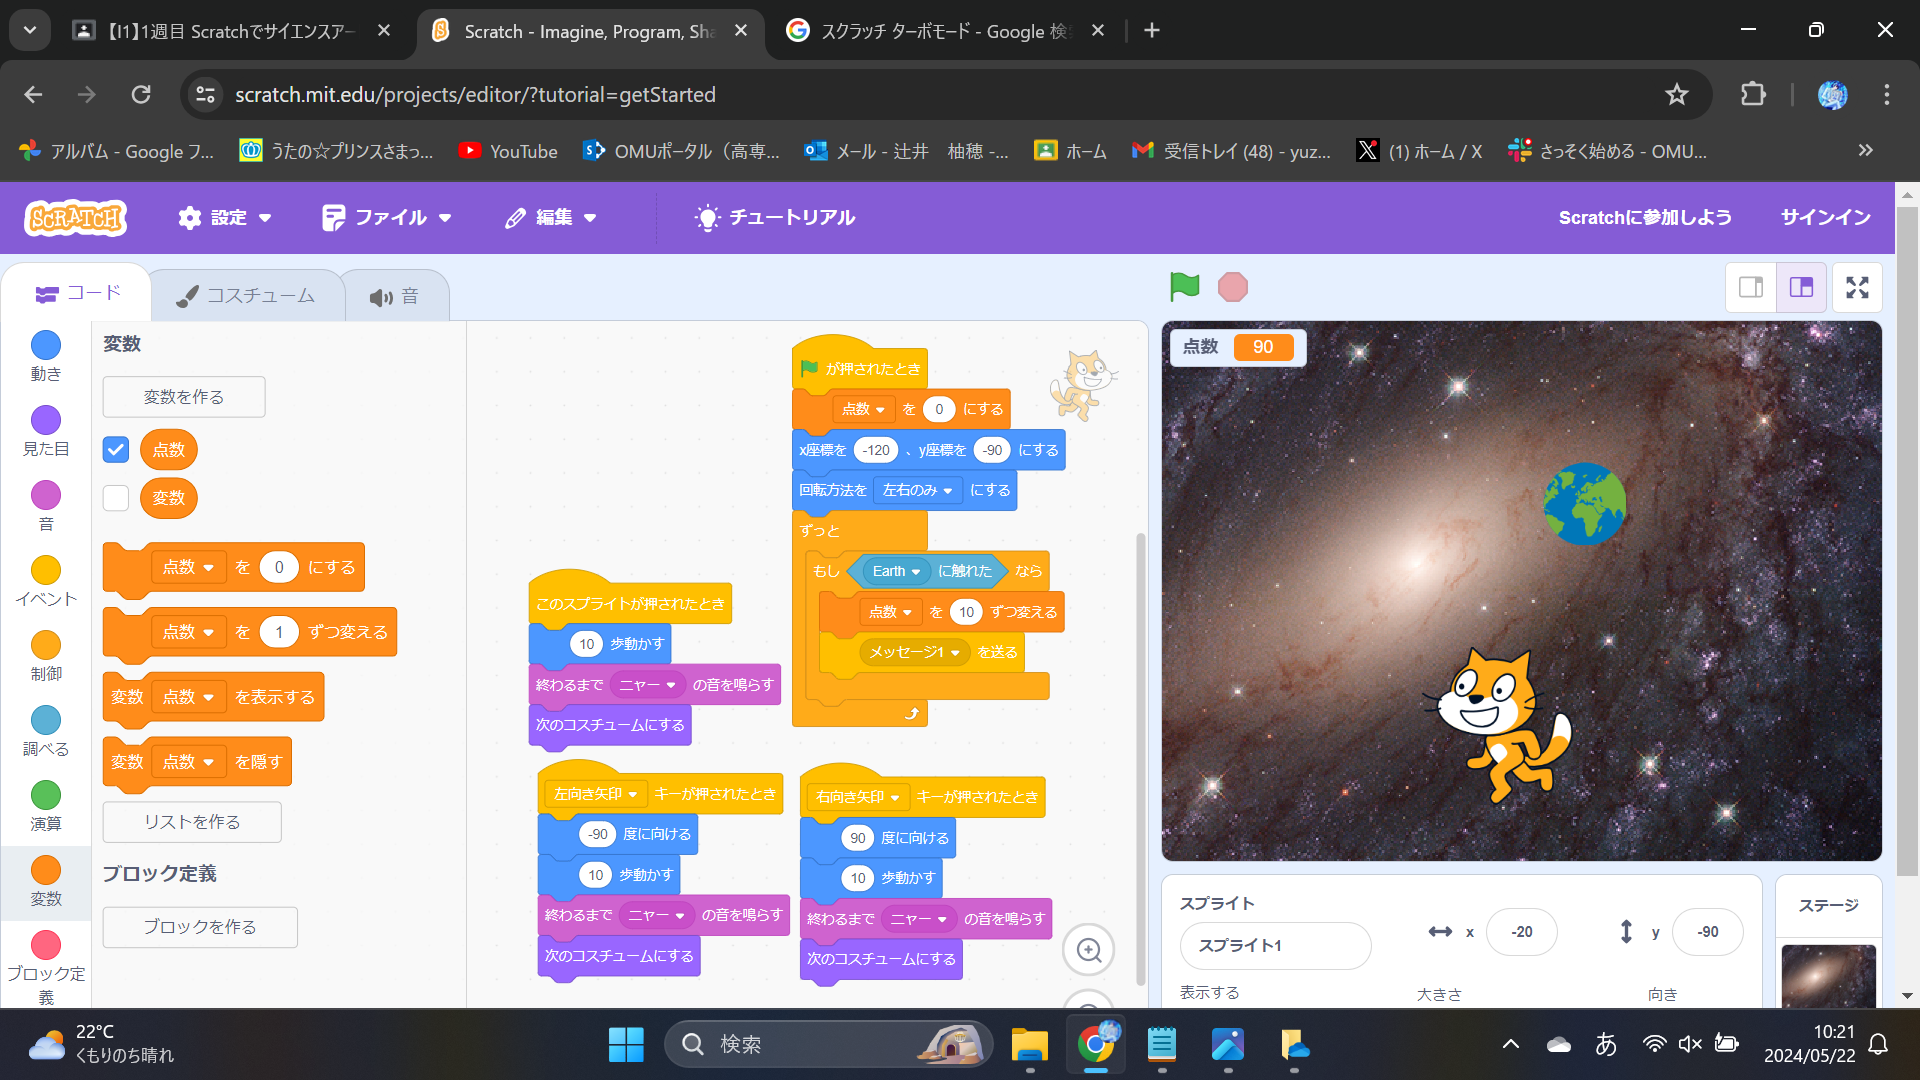 【I1】1週目 Scratchでサイエンスアー
Scratch - Imagine, Program, Sha
スクラッチ ターボモード - Google 検
scratch.mit.edu/projects/editor/?tutorial=getStarted
アルバム - Google フ...
うたの☆プリンスさまっ...
YouTube
OMUポータル（高専...
メール - 辻井 柚穂 -...
ホーム
受信トレイ (48) - yuz...
(1) ホーム / X
さっそく始める - OMU...
SCRATCH
設定
ファイル
編集
チュートリアル
Scratchに参加しよう
サインイン
コード
コスチューム
音
動き
見た目
音
イベント
制御
調べる
演算
変数
ブロック定
義
変数
変数を作る
点数
変数
点数 を 0 にする
点数 を 1 ずつ変える
変数 点数 を表示する
変数 点数 を隠す
リストを作る
ブロック定義
ブロックを作る
が押されたとき
点数 を 0 にする
x座標を -120 、y座標を -90 にする
回転方法を 左右のみ にする
ずっと
もし Earth に触れた なら
点数 を 10 ずつ変える
メッセージ1 を送る
このスプライトが押されたとき
10 歩動かす
終わるまで ニャー の音を鳴らす
次のコスチュームにする
左向き矢印 キーが押されたとき
-90 度に向ける
10 歩動かす
終わるまで ニャー の音を鳴らす
次のコスチュームにする
右向き矢印 キーが押されたとき
90 度に向ける
10 歩動かす
終わるまで ニャー の音を鳴らす
次のコスチュームにする
点数 90
スプライト
スプライト1
x -20
y -90
表示する
大きさ
向き
ステージ
22°C
くもりのち晴れ
検索
あ
10:21
2024/05/22